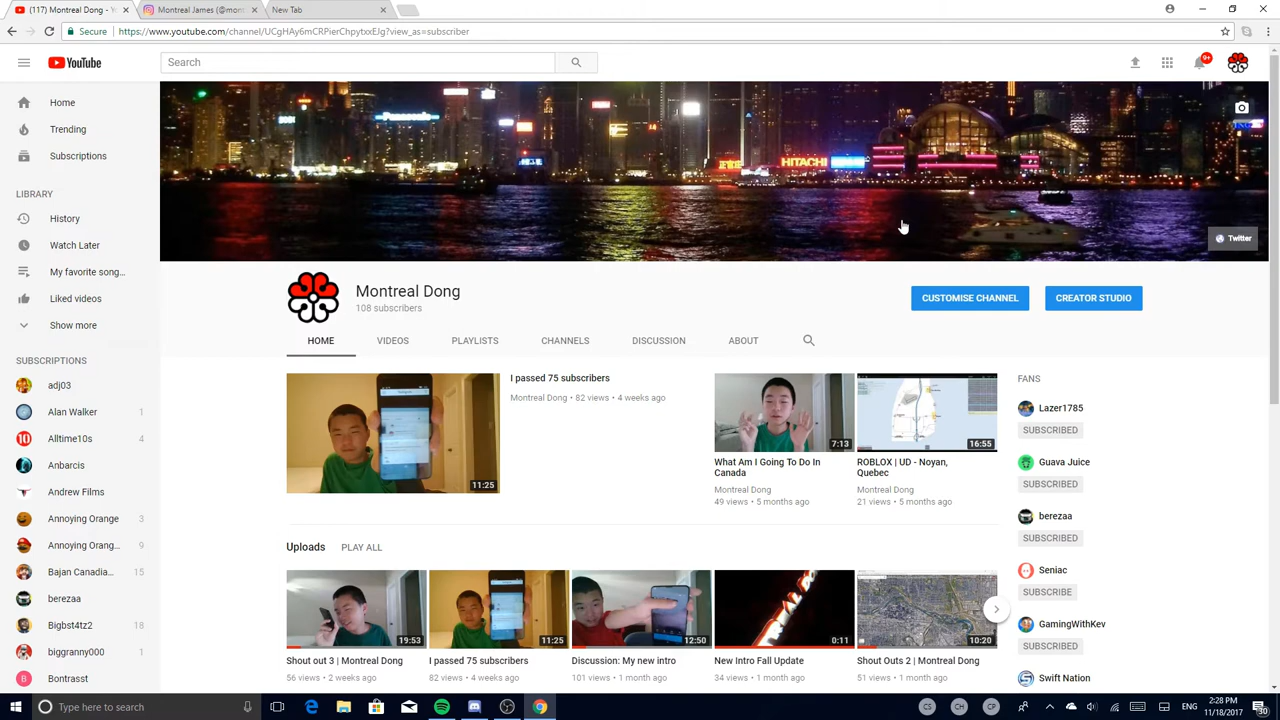 (117) Montreal Dong - Y
Montreal James (@mont
New Tab
Secure
https://www.youtube.com/channel/UCgHAy6mCRPierChpytxxEJg?view_as=subscriber
YouTube
Search
9+
Home
Trending
Subscriptions
LIBRARY
History
Watch Later
My favorite song...
Liked videos
Show more
SUBSCRIPTIONS
adj03
Alan Walker 1
Alltime10s 4
Anbarcis
Andrew Films
Annoying Orange 3
Annoying Orang... 9
Bajan Canadia... 15
berezaa
Bigbst4tz2 18
biggranny000 1
Bontrasst
Panasonic
HITACHI
Twitter
Montreal Dong
108 subscribers
CUSTOMISE CHANNEL
CREATOR STUDIO
HOME
VIDEOS
PLAYLISTS
CHANNELS
DISCUSSION
ABOUT
11:25
I passed 75 subscribers
Montreal Dong • 82 views • 4 weeks ago
7:13
What Am I Going To Do In
Canada
Montreal Dong
49 views • 5 months ago
16:55
ROBLOX | UD - Noyan,
Quebec
Montreal Dong
21 views • 5 months ago
FANS
Lazer1785
SUBSCRIBED
Guava Juice
SUBSCRIBED
berezaa
SUBSCRIBED
Seniac
SUBSCRIBE
GamingWithKev
SUBSCRIBED
Swift Nation
Uploads
PLAY ALL
19:53
Shout out 3 | Montreal Dong
56 views • 2 weeks ago
11:25
I passed 75 subscribers
82 views • 4 weeks ago
12:50
Discussion: My new intro
101 views • 1 month ago
0:11
New Intro Fall Update
34 views • 1 month ago
10:20
Shout Outs 2 | Montreal Dong
51 views • 1 month ago
Type here to search
CS
CH
CP
ENG
2:28 PM
11/18/2017
30